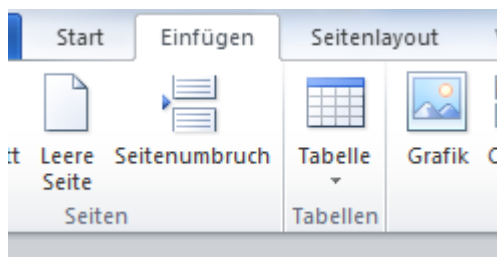 Start Einfügen Seitenlayout
Leere Seite Seitenumbruch Tabelle Grafik
Seiten Tabellen